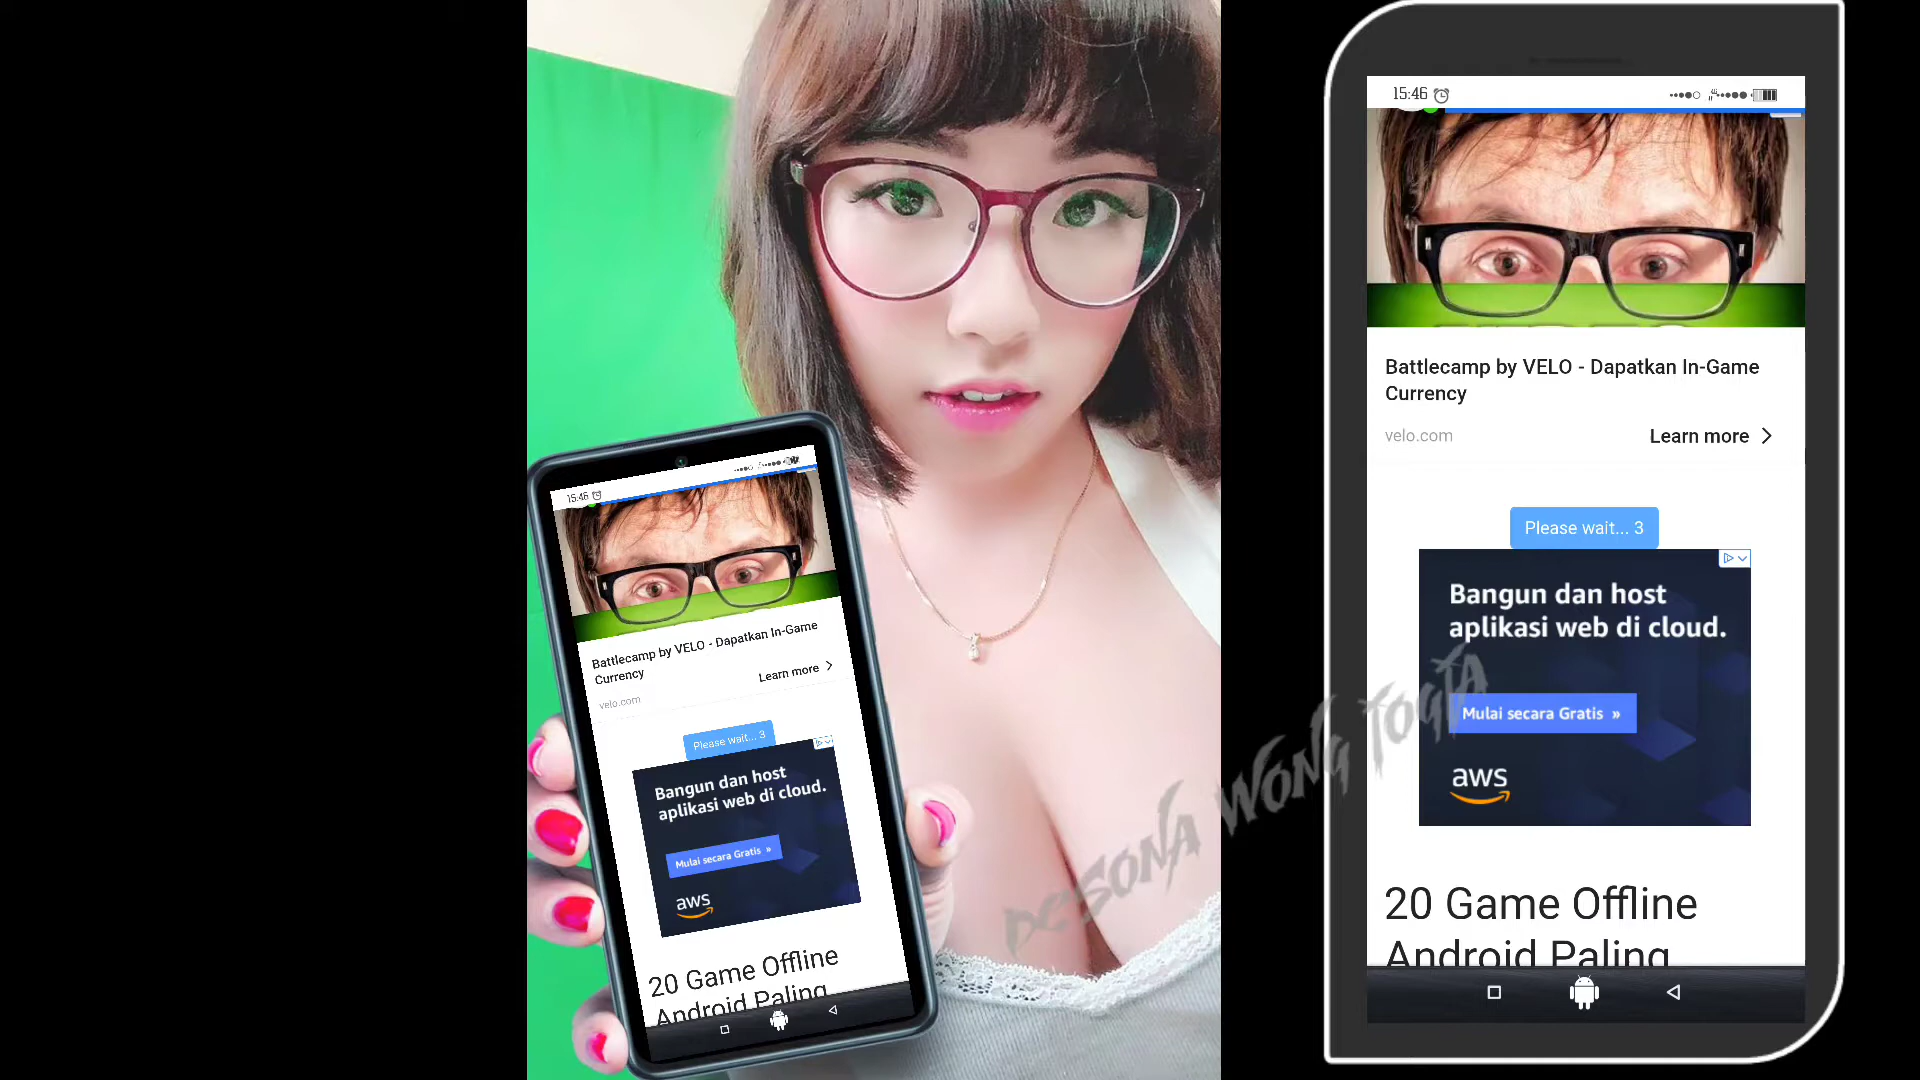 15:46
Battlecamp by VELO - Dapatkan In-Game
Currency
velo.com
Learn more
Please wait... 3
Bangun dan host
aplikasi web di cloud.
Mulai secara Gratis »
aws
20 Game Offline
Android Paling
PESONA WONG JOGJA
15:46
Battlecamp by VELO - Dapatkan In-Game
Currency
velo.com
Learn more
Please wait... 3
Bangun dan host
aplikasi web di cloud.
Mulai secara Gratis »
aws
20 Game Offline
Android Paling